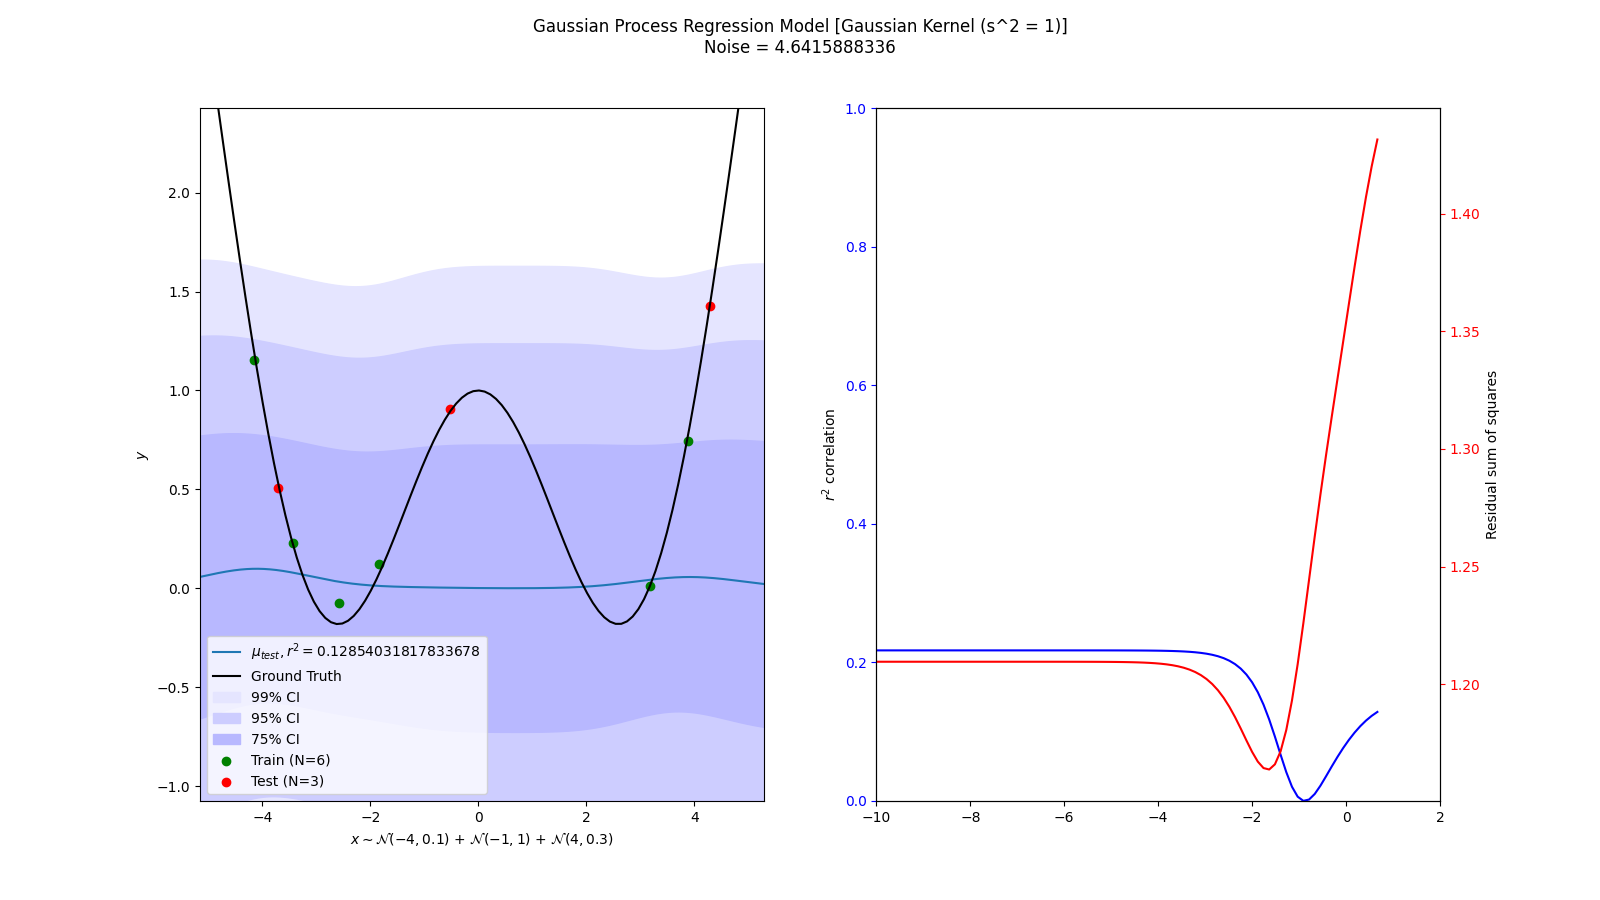 Gaussian Process Regression Model [Gaussian Kernel (s^2 = 1)]
Noise = 4.6415888336
2.0
1.5
1.0
0.5
0.0
−0.5
−1.0
y
−4
−2
0
2
4
x ∼ 𝒩(−4, 0.1) + 𝒩(−1, 1) + 𝒩(4, 0.3)
μ_test, r² = 0.12854031817833678
Ground Truth
99% CI
95% CI
75% CI
Train (N=6)
Test (N=3)
1.0
0.8
0.6
0.4
0.2
0.0
r² correlation
−10
−8
−6
−4
−2
0
2
1.40
1.35
1.30
1.25
1.20
Residual sum of squares